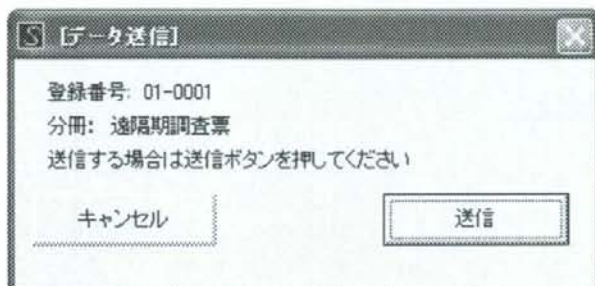 S [データ送信]
登録番号: 01-0001
分冊: 遠隔期調査票
送信する場合は送信ボタンを押してください
キャンセル 送信